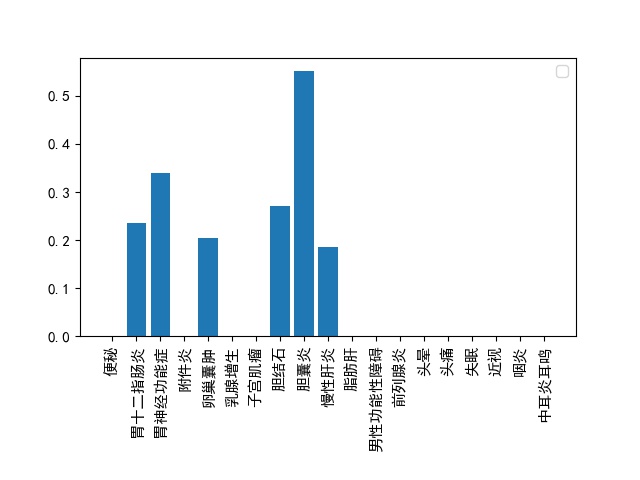 0.5
0.4
0.3
0.2
0.1
0.0
便秘
胃十二指肠炎
胃神经功能症
附件炎
卵巢囊肿
乳腺增生
子宫肌瘤
胆结石
胆囊炎
慢性肝炎
脂肪肝
男性功能性障碍
前列腺炎
头晕
头痛
失眠
近视
咽炎
中耳炎耳鸣